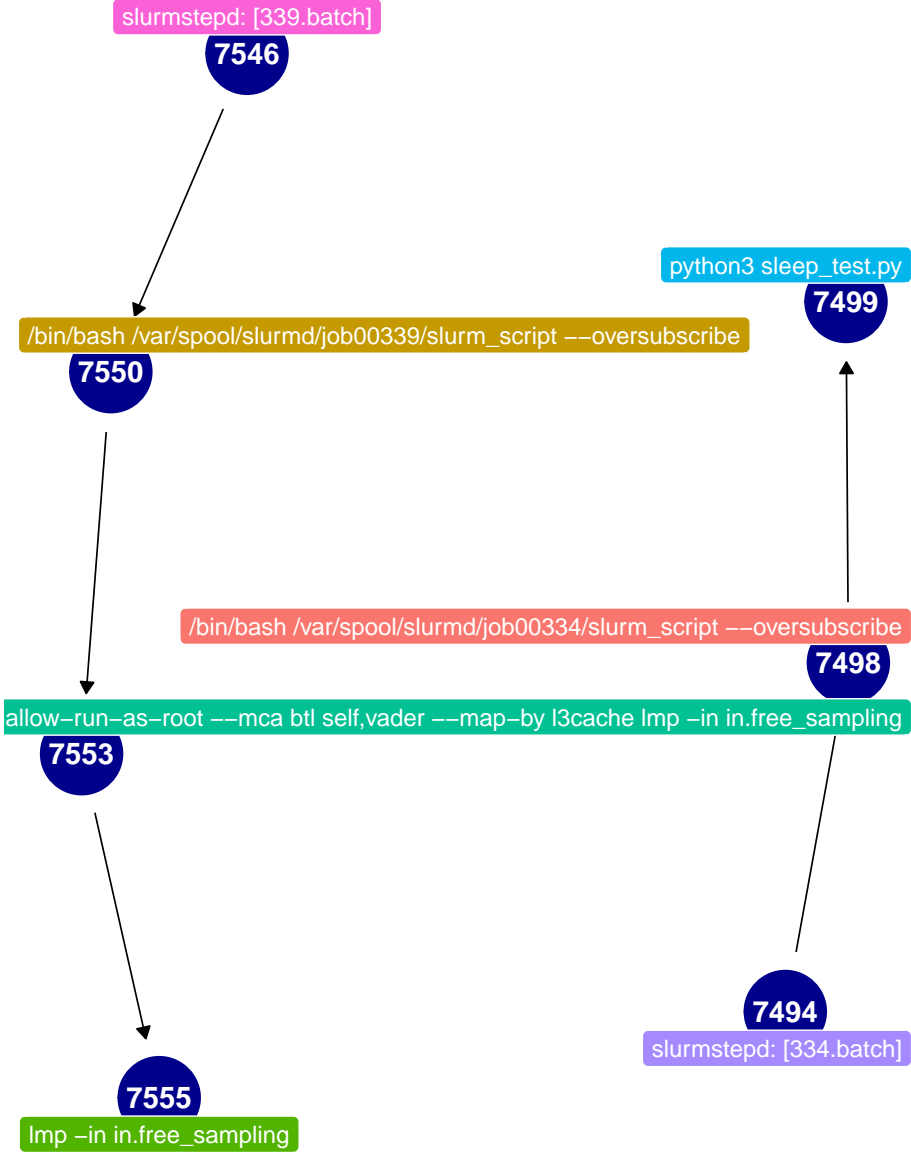 slurmstepd: [339.batch]
7546
python3 sleep_test.py
7499
/bin/bash /var/spool/slurmd/job00339/slurm_script −−oversubscribe
7550
/bin/bash /var/spool/slurmd/job00334/slurm_script −−oversubscribe
7498
allow−run−as−root −−mca btl self,vader −−map−by l3cache lmp −in in.free_sampling
7553
7494
slurmstepd: [334.batch]
7555
lmp −in in.free_sampling